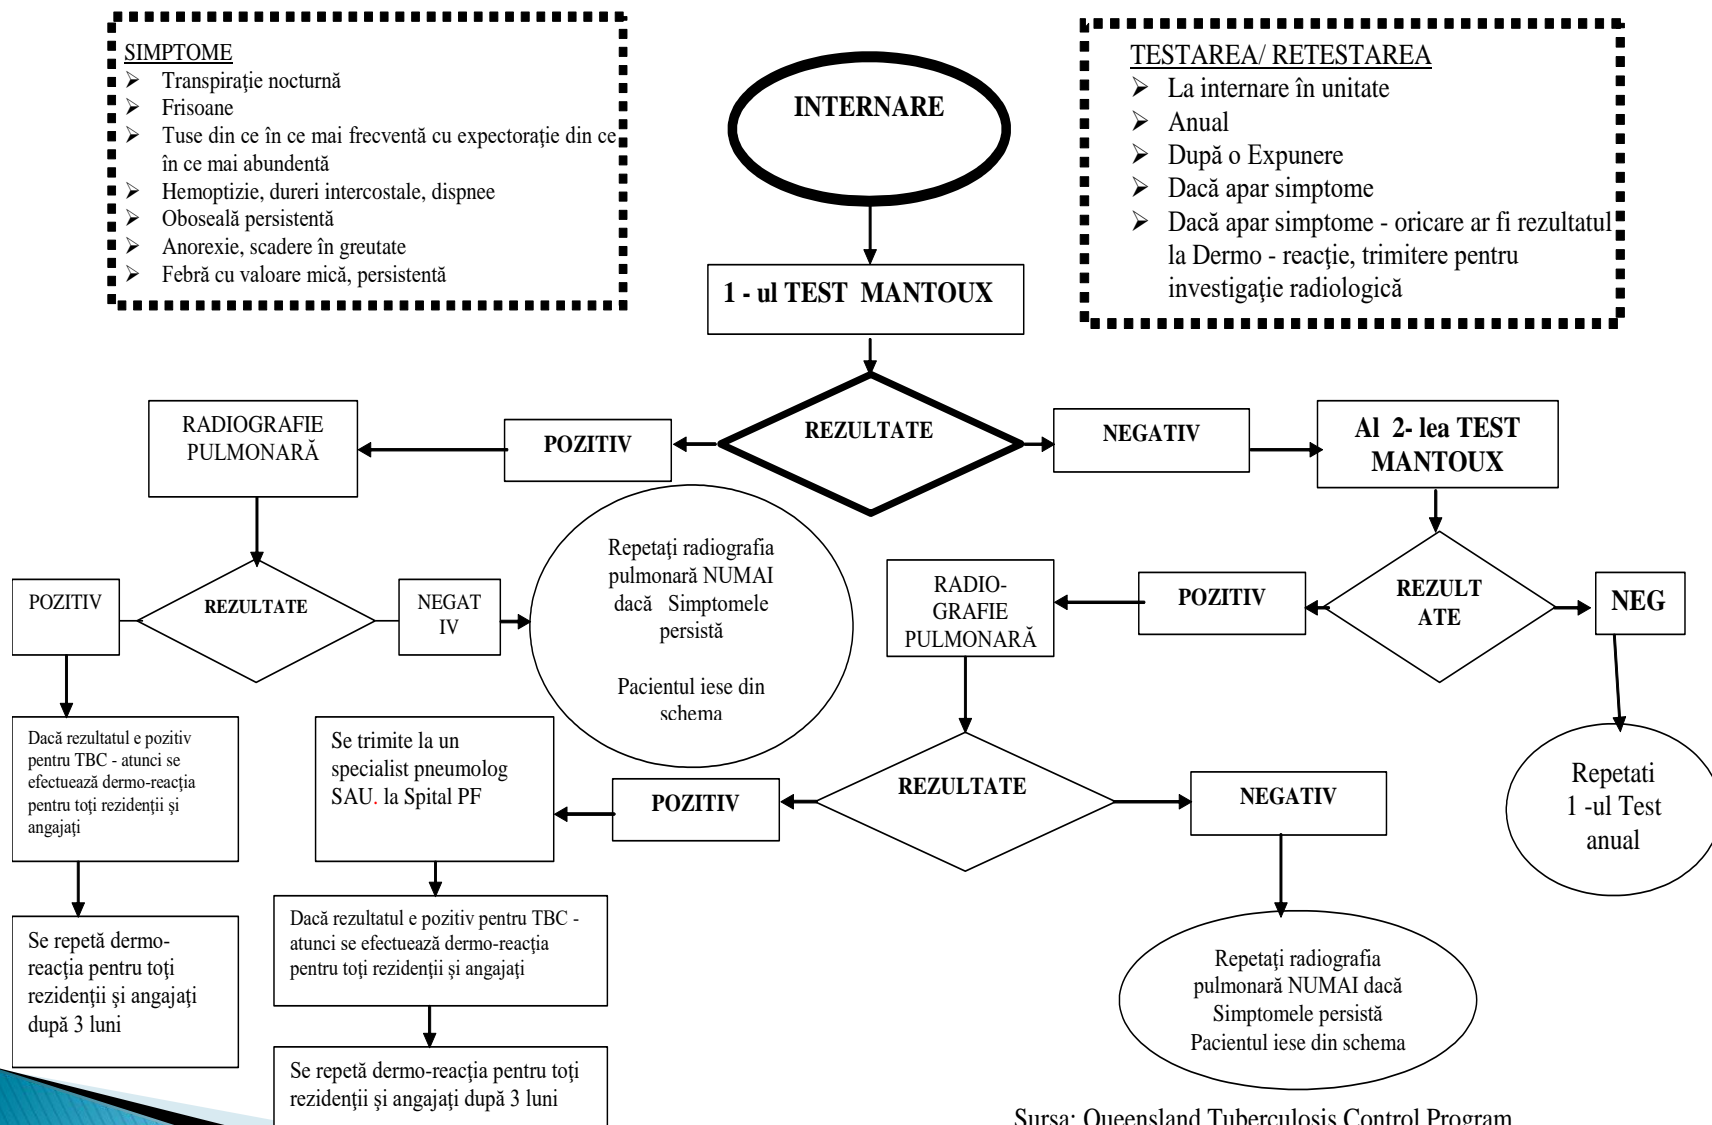 SIMPTOME
➢ Transpirație nocturnă
➢ Frisoane
➢ Tuse din ce în ce mai frecventă cu expectorație din ce
în ce mai abundentă
➢ Hemoptizie, dureri intercostale, dispnee
➢ Oboseală persistentă
➢ Anorexie, scadere în greutate
➢ Febră cu valoare mică, persistentă
INTERNARE
TESTAREA/ RETESTAREA
➢ La internare în unitate
➢ Anual
➢ După o Expunere
➢ Dacă apar simptome
➢ Dacă apar simptome - oricare ar fi rezultatul
la Dermo - reacție, trimitere pentru
investigație radiologică
1 - ul TEST MANTOUX
RADIOGRAFIE
PULMONARĂ
POZITIV
REZULTATE
NEGATIV
Al 2- lea TEST
MANTOUX
POZITIV
REZULTATE
NEGAT
IV
Repetaţi radiografia
pulmonară NUMAI
dacă Simptomele
persistă
Pacientul iese din
schema
RADIO-
GRAFIE
PULMONARĂ
POZITIV
REZULT
ATE
NEG
Dacă rezultatul e pozitiv
pentru TBC - atunci se
efectuează dermo-reacţia
pentru toţi rezidenţii şi
angajaţi
Se trimite la un
specialist pneumolog
SAU. la Spital PF
POZITIV
REZULTATE
NEGATIV
Repetati
1 -ul Test
anual
Se repetă dermo-
reacţia pentru toţi
rezidenţii şi angajaţi
după 3 luni
Dacă rezultatul e pozitiv pentru TBC -
atunci se efectuează dermo-reacţia
pentru toţi rezidenţii şi angajaţi
Repetaţi radiografia
pulmonară NUMAI dacă
Simptomele persistă
Pacientul iese din schema
Se repetă dermo-reacţia pentru toţi
rezidenţii şi angajaţi după 3 luni
Sursa: Queensland Tuberculosis Control Program